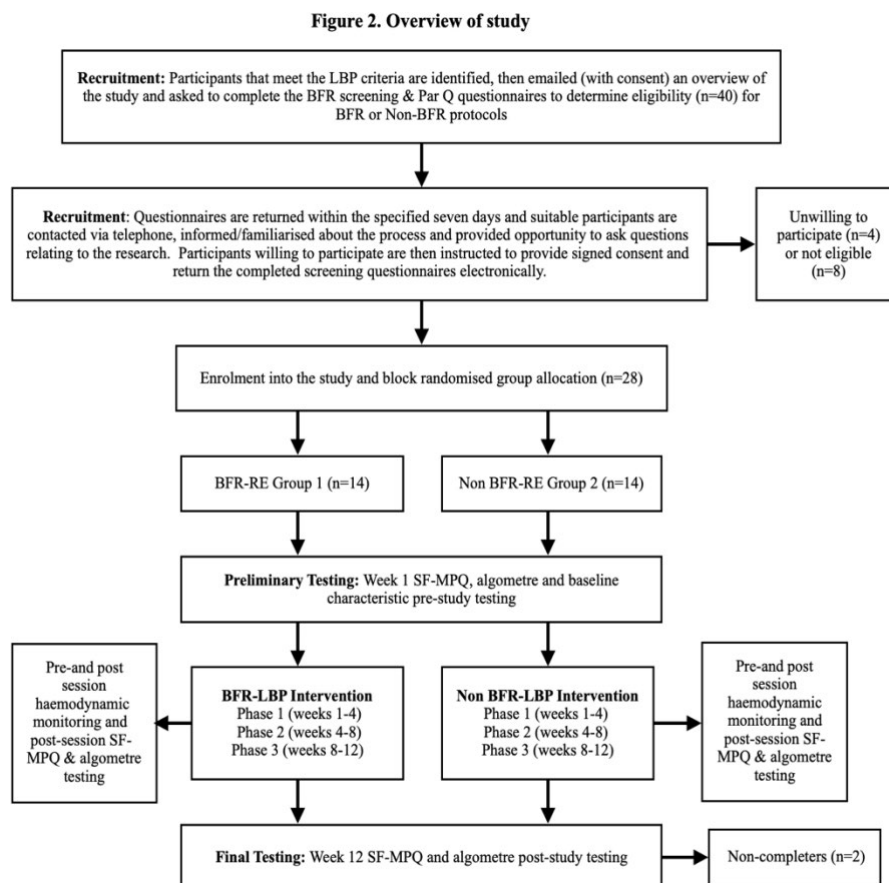 Figure 2. Overview of study
Recruitment: Participants that meet the LBP criteria are identified, then emailed (with consent) an overview of
the study and asked to complete the BFR screening & Par Q questionnaires to determine eligibility (n=40) for
BFR or Non-BFR protocols
Recruitment: Questionnaires are returned within the specified seven days and suitable participants are
contacted via telephone, informed/familiarised about the process and provided opportunity to ask questions
relating to the research. Participants willing to participate are then instructed to provide signed consent and
return the completed screening questionnaires electronically.
Unwilling to
participate (n=4)
or not eligible
(n=8)
Enrolment into the study and block randomised group allocation (n=28)
BFR-RE Group 1 (n=14)
Non BFR-RE Group 2 (n=14)
Preliminary Testing: Week 1 SF-MPQ, algometre and baseline
characteristic pre-study testing
Pre-and post
session
haemodynamic
monitoring and
post-session SF-
MPQ & algometre
testing
BFR-LBP Intervention
Phase 1 (weeks 1-4)
Phase 2 (weeks 4-8)
Phase 3 (weeks 8-12)
Non BFR-LBP Intervention
Phase 1 (weeks 1-4)
Phase 2 (weeks 4-8)
Phase 3 (weeks 8-12)
Pre-and post
session
haemodynamic
monitoring and
post-session SF-
MPQ & algometre
testing
Final Testing: Week 12 SF-MPQ and algometre post-study testing
Non-completers (n=2)